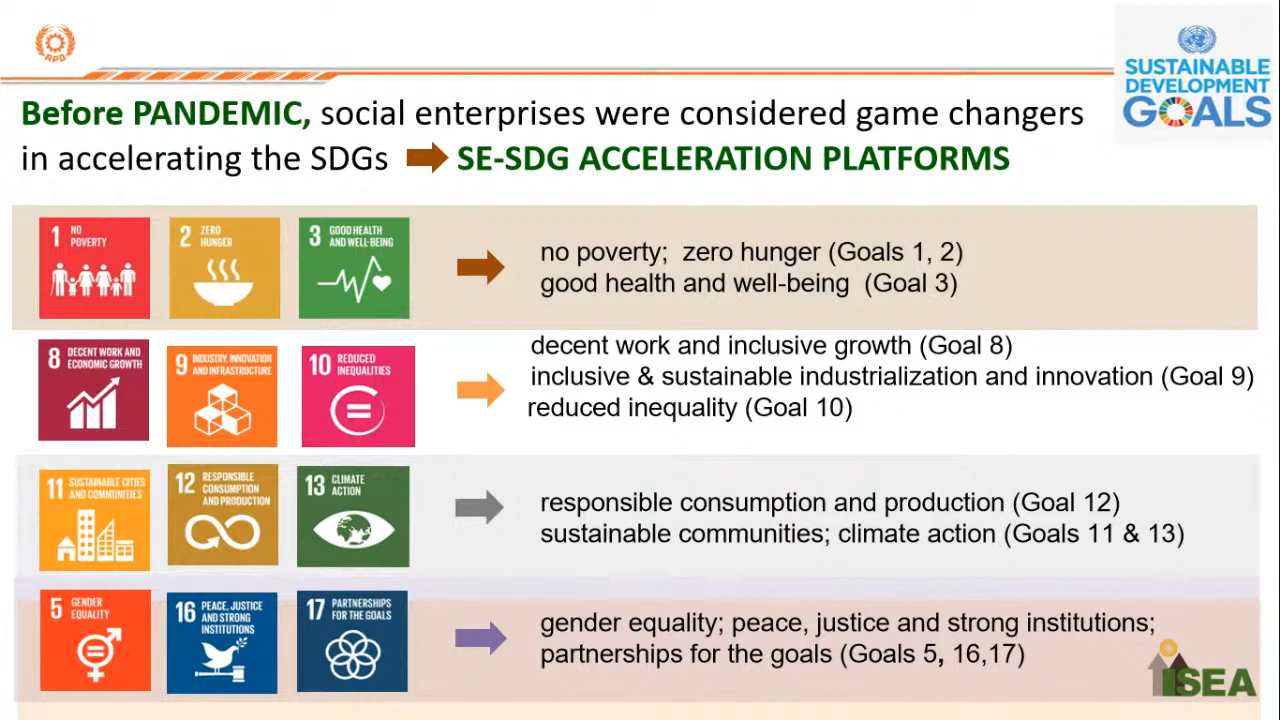 APO
SUSTAINABLE
DEVELOPMENT
GOALS
Before PANDEMIC, social enterprises were considered game changers
in accelerating the SDGs SE-SDG ACCELERATION PLATFORMS
1 NO
POVERTY
2 ZERO
HUNGER
3 GOOD HEALTH
AND WELL-BEING
no poverty; zero hunger (Goals 1, 2)
good health and well-being (Goal 3)
8 DECENT WORK AND
ECONOMIC GROWTH
9 INDUSTRY, INNOVATION
AND INFRASTRUCTURE
10 REDUCED
INEQUALITIES
decent work and inclusive growth (Goal 8)
inclusive & sustainable industrialization and innovation (Goal 9)
reduced inequality (Goal 10)
11 SUSTAINABLE CITIES
AND COMMUNITIES
12 RESPONSIBLE
CONSUMPTION
AND PRODUCTION
13 CLIMATE
ACTION
responsible consumption and production (Goal 12)
sustainable communities; climate action (Goals 11 & 13)
5 GENDER
EQUALITY
16 PEACE, JUSTICE
AND STRONG
INSTITUTIONS
17 PARTNERSHIPS
FOR THE GOALS
gender equality; peace, justice and strong institutions;
partnerships for the goals (Goals 5, 16,17)
iSEA